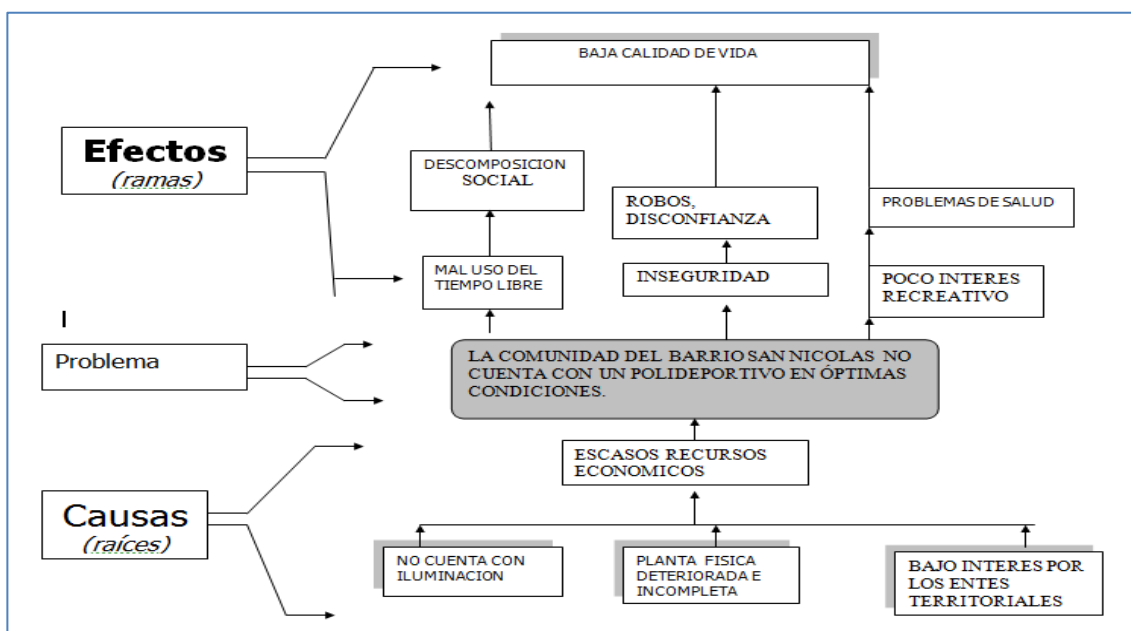 BAJA CALIDAD DE VIDA
Efectos
(ramas)
DESCOMPOSICION
SOCIAL
ROBOS,
DISCONFIANZA
PROBLEMAS DE SALUD
MAL USO DEL
TIEMPO LIBRE
INSEGURIDAD
POCO INTERES
RECREATIVO
I
Problema
LA COMUNIDAD DEL BARRIO SAN NICOLAS NO
CUENTA CON UN POLIDEPORTIVO EN ÓPTIMAS
CONDICIONES.
ESCASOS RECURSOS
ECONOMICOS
Causas
(raíces)
NO CUENTA CON
ILUMINACION
PLANTA FISICA
DETERIORADA E
INCOMPLETA
BAJO INTERES POR
LOS ENTES
TERRITORIALES